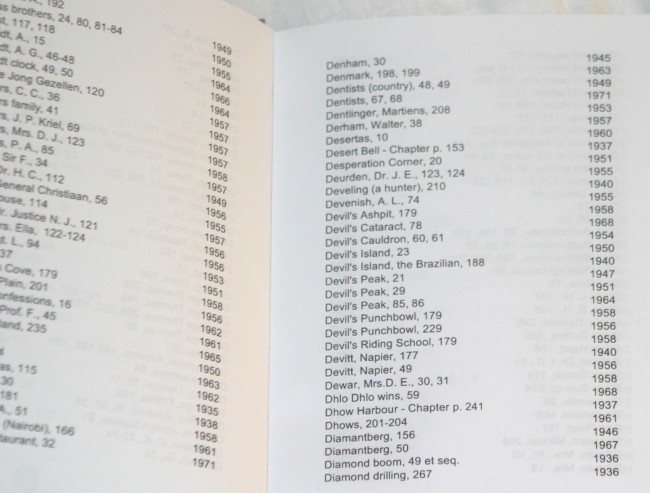 A., 192
ss brothers, 24, 80, 81-84 1949
st, 117, 118 1950
dt, A., 15 1955
dt, A. G., 46-48 1964
dt clock, 49, 50 1966
e Jong Gezellen, 120 1964
rs, C. C., 36 1957
rs family, 41 1957
rs, J. P. Kriel, 69 1957
s, Mrs. D. J., 123 1957
s, P. A., 85 1958
Sir F., 34 1957
Dr. H. C., 112 1949
General Christiaan, 56 1956
ouse, 114 1955
r. Justice N. J., 121 1957
rs. Ella, 122-124 1956
t. L., 94 1956
37 1953
Cove, 179 1951
Plain, 201 1958
onfessions, 16 1956
Prof. F., 45 1962
land, 235 1961
1965
1950
as, 115 1963
30 1962
181 1935
A., 51 1938
(Nairobi), 166 1958
taurant, 32 1961
1971
Denham, 30 1945
Denmark, 198, 199 1963
Dentists (country), 48, 49 1949
Dentists, 67, 68 1971
Dentlinger, Martiens, 208 1953
Derham, Walter, 38 1957
Desertas, 10 1960
Desert Bell - Chapter p. 153 1937
Desperation Corner, 20 1951
Deurden, Dr. J. E., 123, 124 1955
Develing (a hunter), 210 1940
Devenish, A. L., 74 1955
Devil's Ashpit, 179 1958
Devil's Cataract, 78 1968
Devil's Cauldron, 60, 61 1954
Devil's Island, 23 1950
Devil's Island, the Brazilian, 188 1940
Devil's Peak, 21 1947
Devil's Peak, 29 1951
Devil's Peak, 85, 86 1964
Devil's Punchbowl, 179 1958
Devil's Punchbowl, 229 1956
Devil's Riding School, 179 1958
Devitt, Napier, 177 1940
Devitt, Napier, 49 1956
Dewar, Mrs.D. E., 30, 31 1958
Dhlo Dhlo wins, 59 1968
Dhow Harbour - Chapter p. 241 1937
Dhows, 201-204 1961
Diamantberg, 156 1946
Diamantberg, 50 1967
Diamond boom, 49 et seq. 1936
Diamond drilling, 267 1936